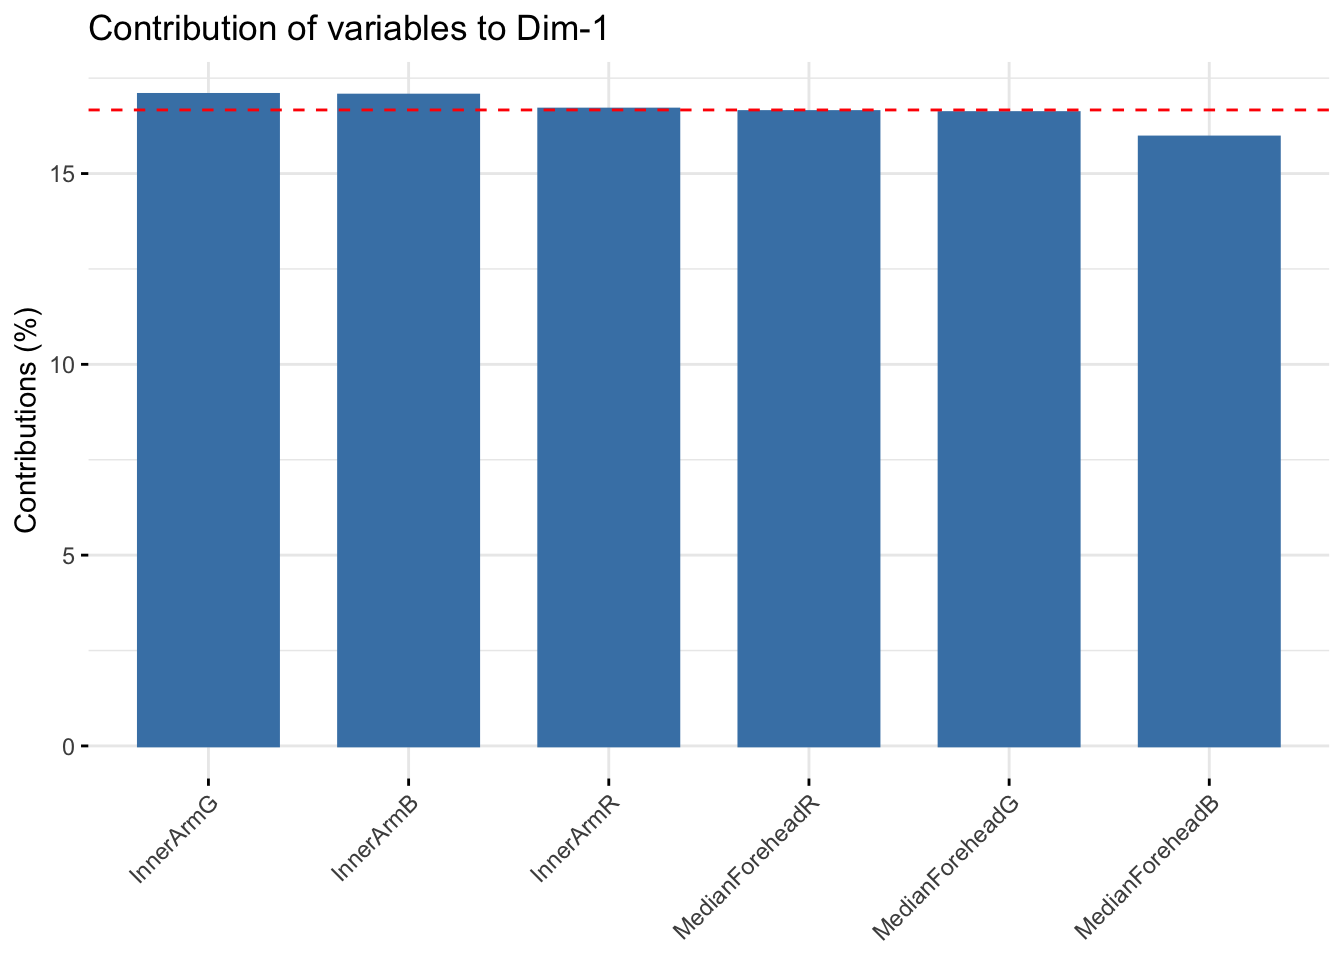 Contribution of variables to Dim-1
Contributions (%)
15
10
5
0
InnerArmG
InnerArmB
InnerArmR
MedianForeheadR
MedianForeheadG
MedianForeheadB